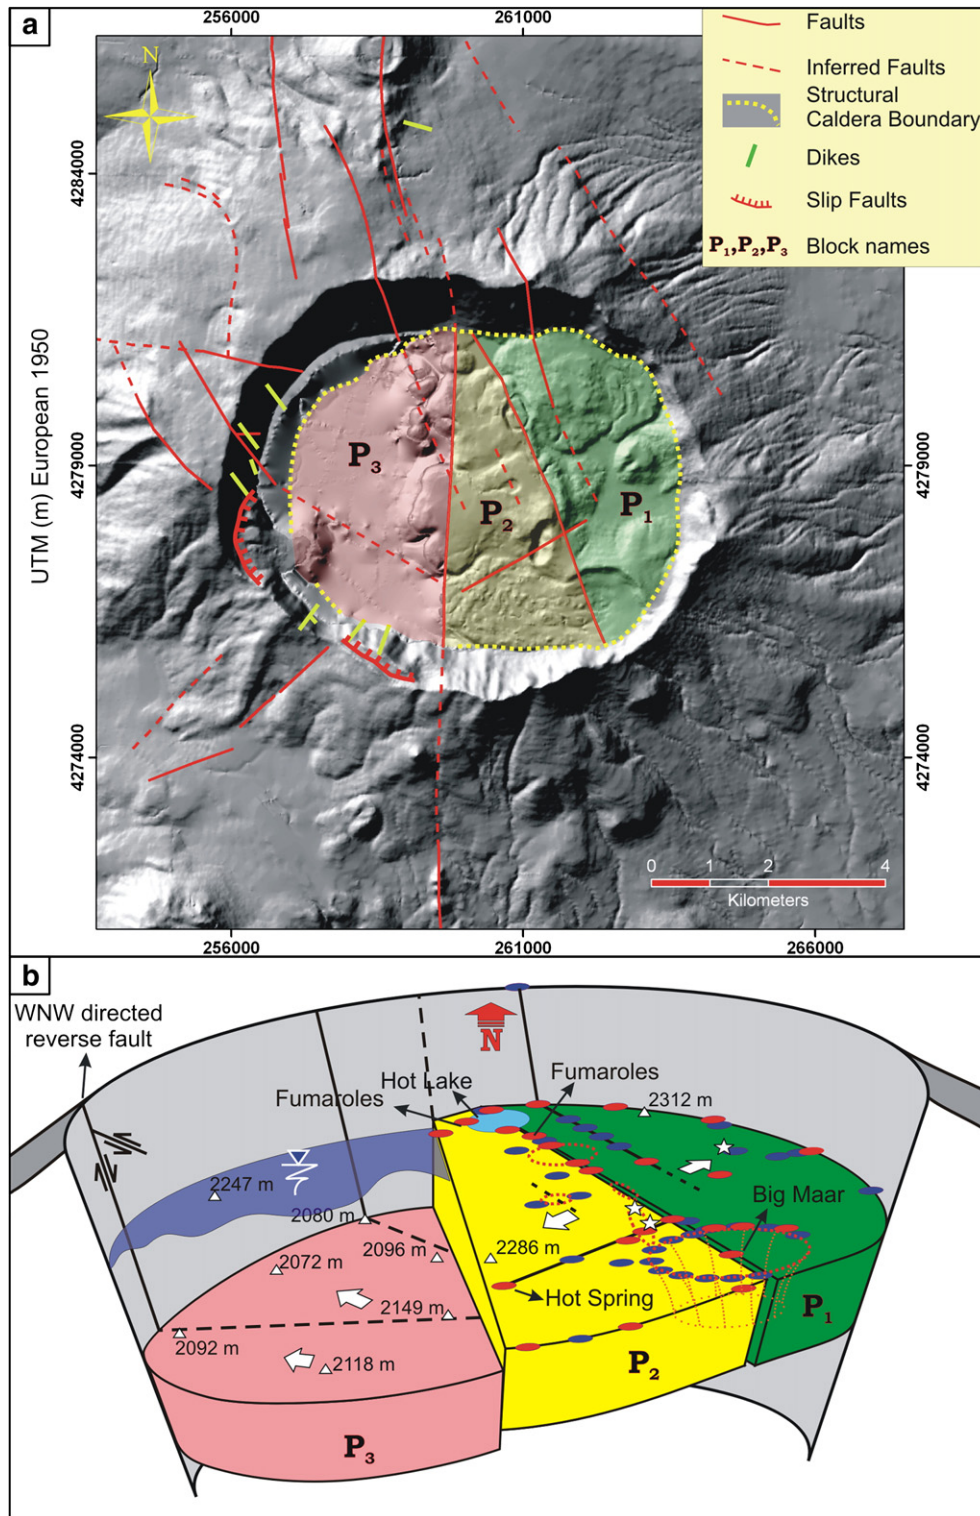 a
256000
261000
N
Faults
Inferred Faults
Structural
Caldera Boundary
Dikes
Slip Faults
P1,P2,P3 Block names
UTM (m) European 1950
4284000
4279000
4279000
4274000
4274000
P3
P2
P1
0 1 2 4
Kilometers
256000
261000
266000
b
WNW directed
reverse fault
N
Hot Lake
Fumaroles
Fumaroles
2312 m
2247 m
2080 m
Big Maar
2072 m
2096 m
2286 m
Hot Spring
2149 m
2092 m
2118 m
P1
P2
P3